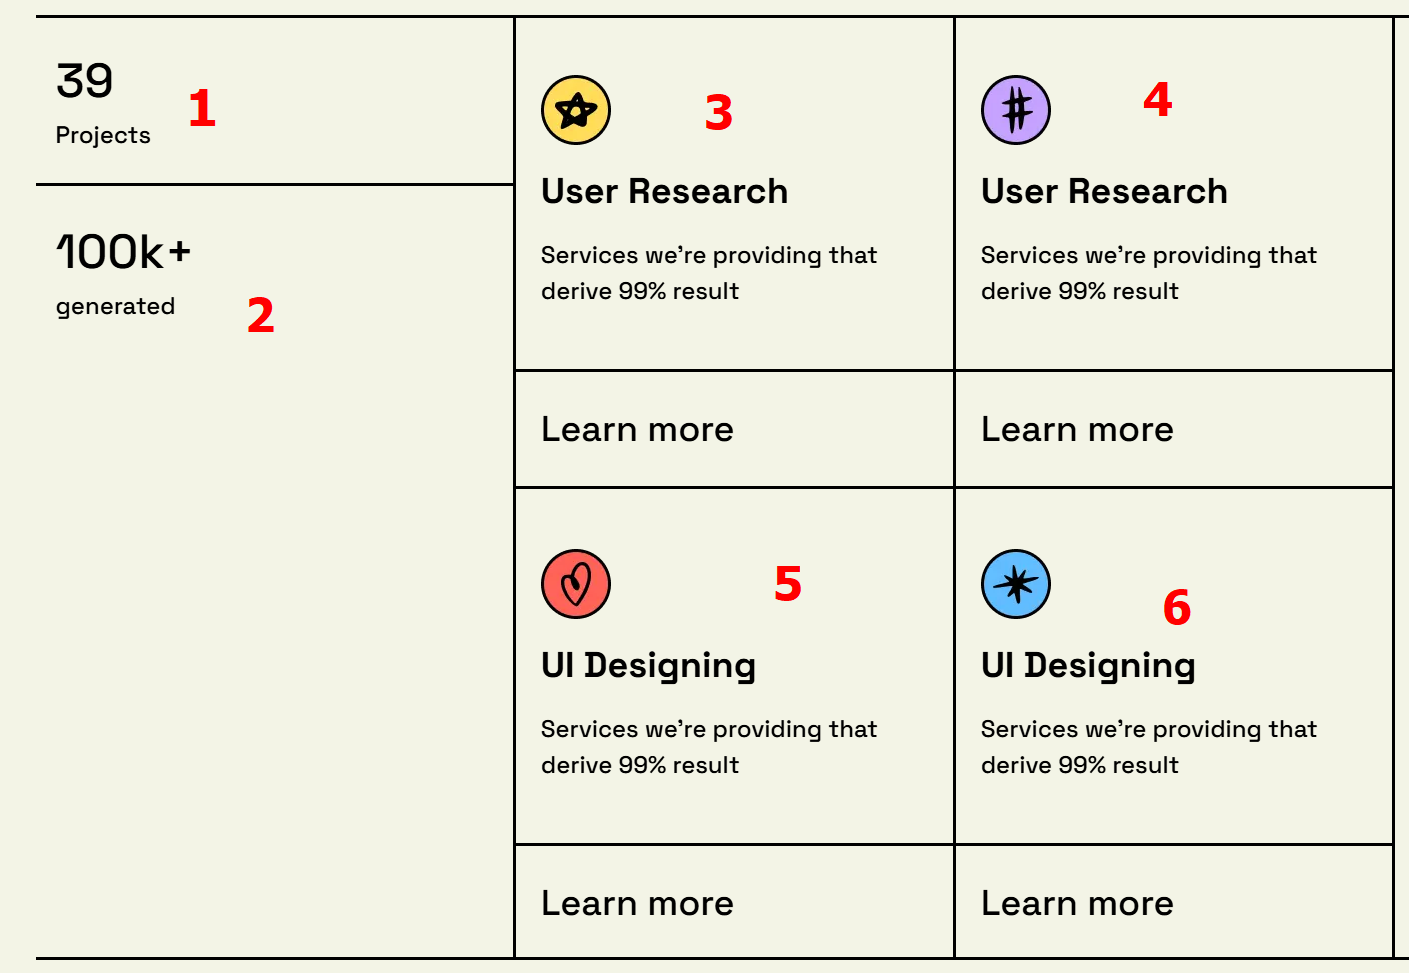 39
Projects
1
100k+
generated
2
3
User Research
Services we’re providing that
derive 99% result
Learn more
4
User Research
Services we’re providing that
derive 99% result
Learn more
5
UI Designing
Services we’re providing that
derive 99% result
Learn more
6
UI Designing
Services we’re providing that
derive 99% result
Learn more